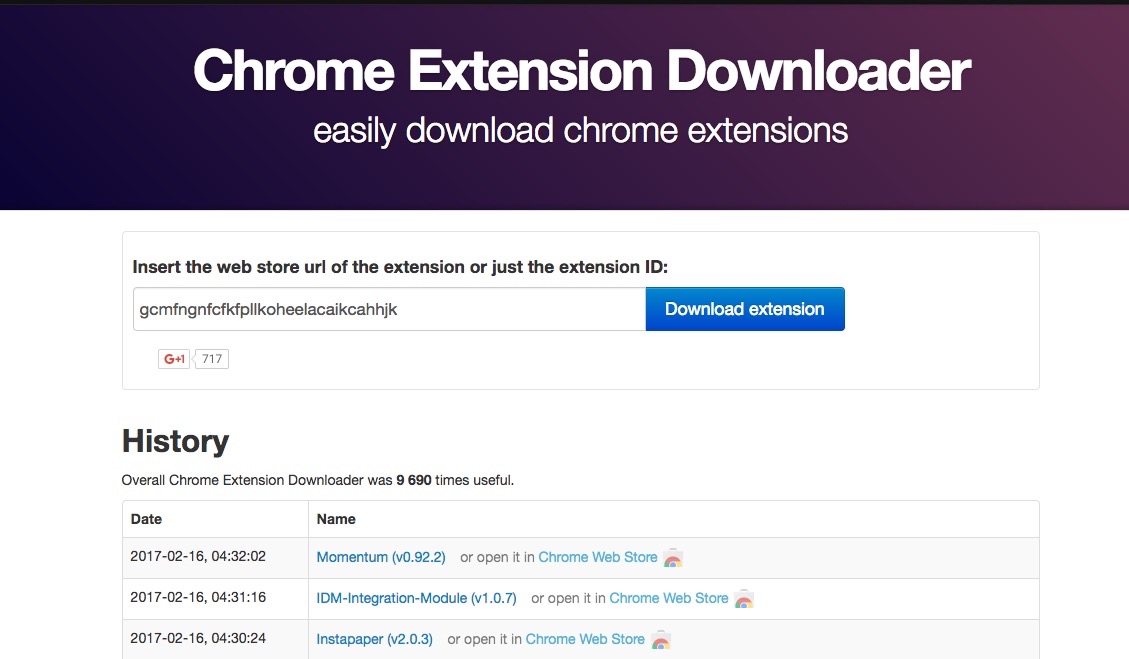 Chrome Extension Downloader
easily download chrome extensions
Insert the web store url of the extension or just the extension ID:
gcmfngnfcfkfpllkoheelacaikcahhjk Download extension
G+1 717
History
Overall Chrome Extension Downloader was 9 690 times useful.
Date Name
2017-02-16, 04:32:02 Momentum (v0.92.2) or open it in Chrome Web Store
2017-02-16, 04:31:16 IDM-Integration-Module (v1.0.7) or open it in Chrome Web Store
2017-02-16, 04:30:24 Instapaper (v2.0.3) or open it in Chrome Web Store